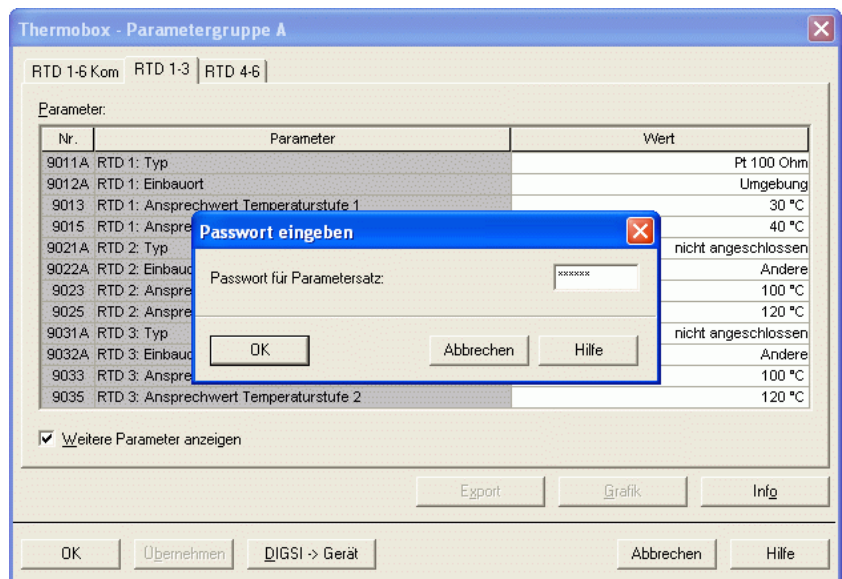 Thermobox - Parametergruppe A
RTD 1-6 Kom RTD 1-3 RTD 4-6
Parameter:
Nr. Parameter Wert
9011A RTD 1: Typ Pt 100 Ohm
9012A RTD 1: Einbauort Umgebung
9013 RTD 1: Ansprechwert Temperaturstufe 1 30 °C
9015 RTD 1: Anspre 40 °C
9021A RTD 2: Typ nicht angeschlossen
9022A RTD 2: Einbauo Andere
9023 RTD 2: Anspre 100 °C
9025 RTD 2: Anspre 120 °C
9031A RTD 3: Typ nicht angeschlossen
9032A RTD 3: Einbauo Andere
9033 RTD 3: Anspre 100 °C
9035 RTD 3: Ansprechwert Temperaturstufe 2 120 °C
Passwort eingeben
Passwort für Parametersatz: xxxxxx
OK Abbrechen Hilfe
Weitere Parameter anzeigen
Export Grafik Info
OK Übernehmen DIGSI -> Gerät Abbrechen Hilfe